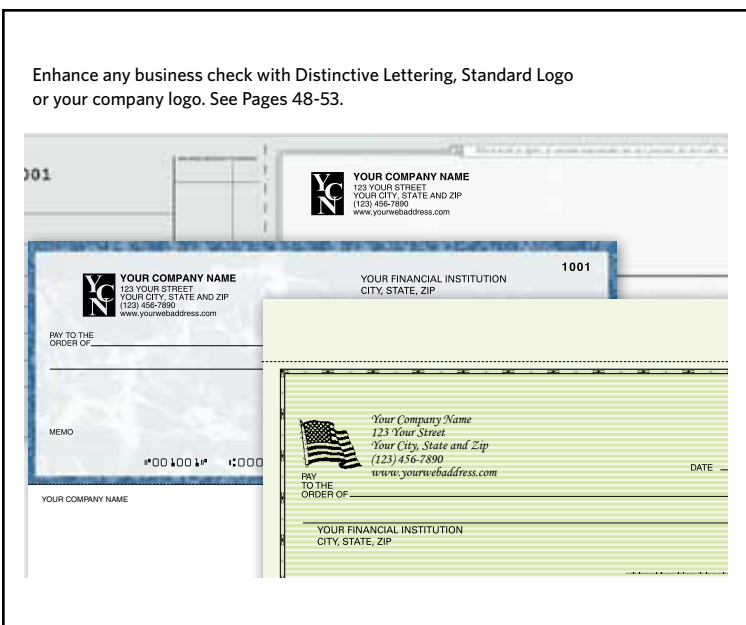 Enhance any business check with Distinctive Lettering, Standard Logo
or your company logo. See Pages 48-53.
001
YCN
YOUR COMPANY NAME
123 YOUR STREET
YOUR CITY, STATE AND ZIP
(123) 456-7890
www.yourwebaddress.com
1001
YCN
YOUR COMPANY NAME
123 YOUR STREET
YOUR CITY, STATE AND ZIP
(123) 456-7890
www.yourwebaddress.com
YOUR FINANCIAL INSTITUTION
CITY, STATE, ZIP
PAY TO THE
ORDER OF
MEMO
⑈001001⑈ ⑆000
YOUR COMPANY NAME
Your Company Name
123 Your Street
Your City, State and Zip
(123) 456-7890
www.yourwebaddress.com
DATE
PAY
TO THE
ORDER OF
YOUR FINANCIAL INSTITUTION
CITY, STATE, ZIP